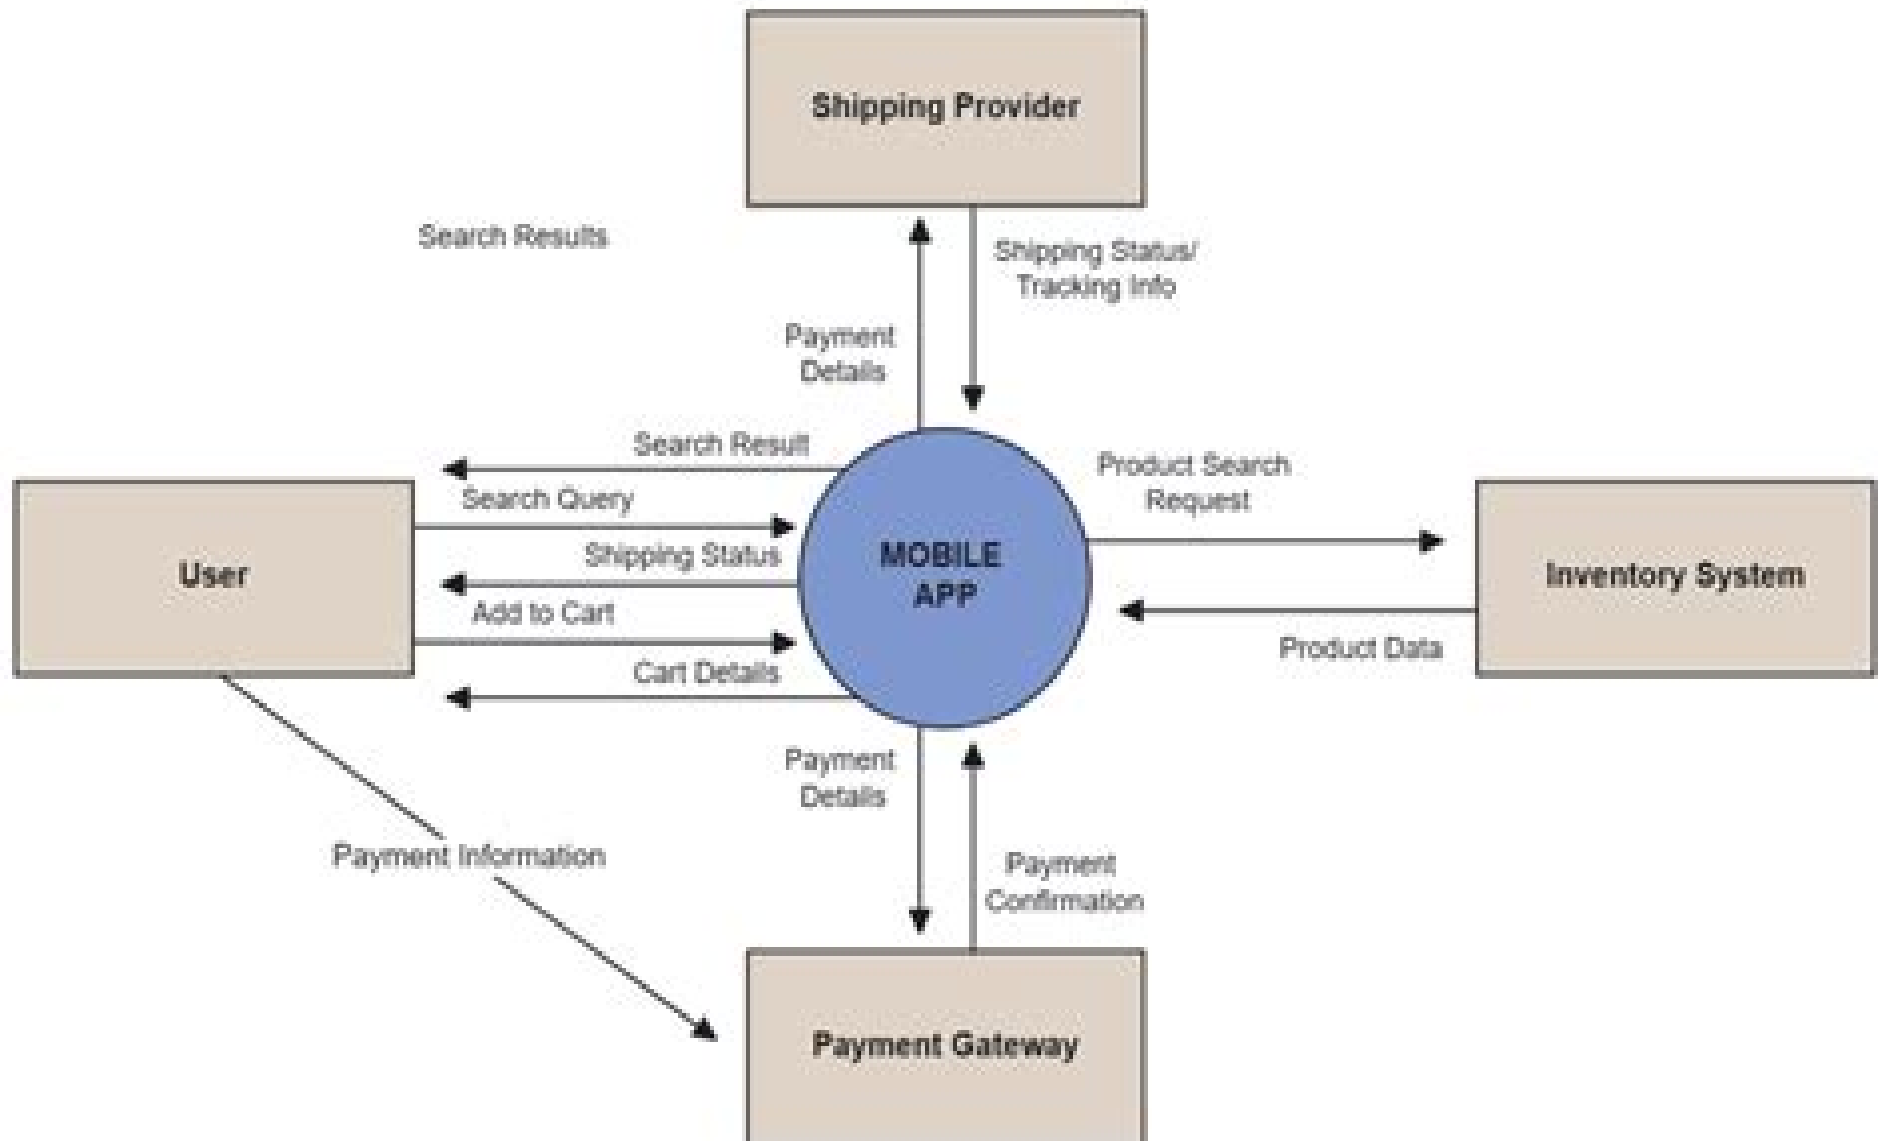 Shipping Provider
Search Results
Shipping Status/
Tracking Info
Payment
Details
Search Result
Product Search
Request
Search Query
Shipping Status
MOBILE
APP
User
Inventory System
Add to Cart
Product Data
Cart Details
Payment
Details
Payment Information
Payment
Confirmation
Payment Gateway